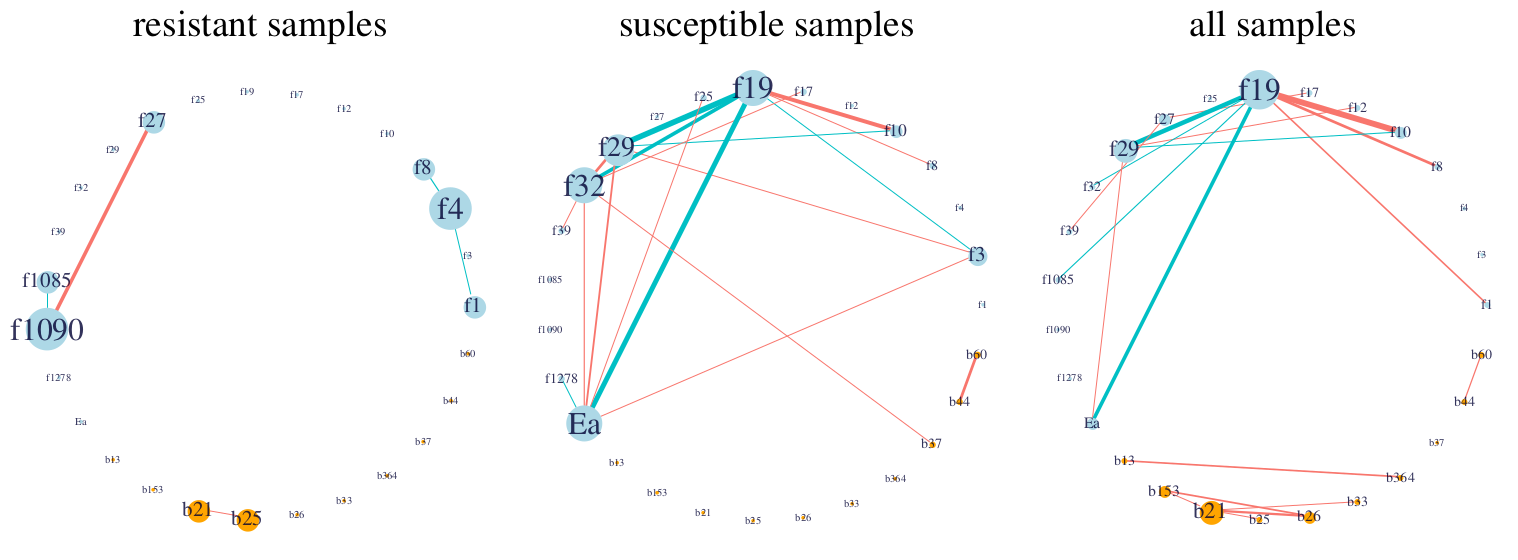 resistant samples
f27
f25
f19
f17
f12
f10
f29
f8
f32
f4
f39
f3
f1085
f1
f1090
b60
f1278
b44
Ea
b37
b13
b364
b153
b33
b21
b25
b26
susceptible samples
f19
f25
f17
f27
f12
f10
f29
f8
f32
f4
f39
f3
f1085
f1
f1090
b60
f1278
b44
Ea
b37
b13
b364
b153
b33
b21
b25
b26
all samples
f19
f25
f17
f27
f12
f10
f29
f8
f32
f4
f39
f3
f1085
f1
f1090
b60
f1278
b44
Ea
b37
b13
b364
b153
b33
b21
b25
b26